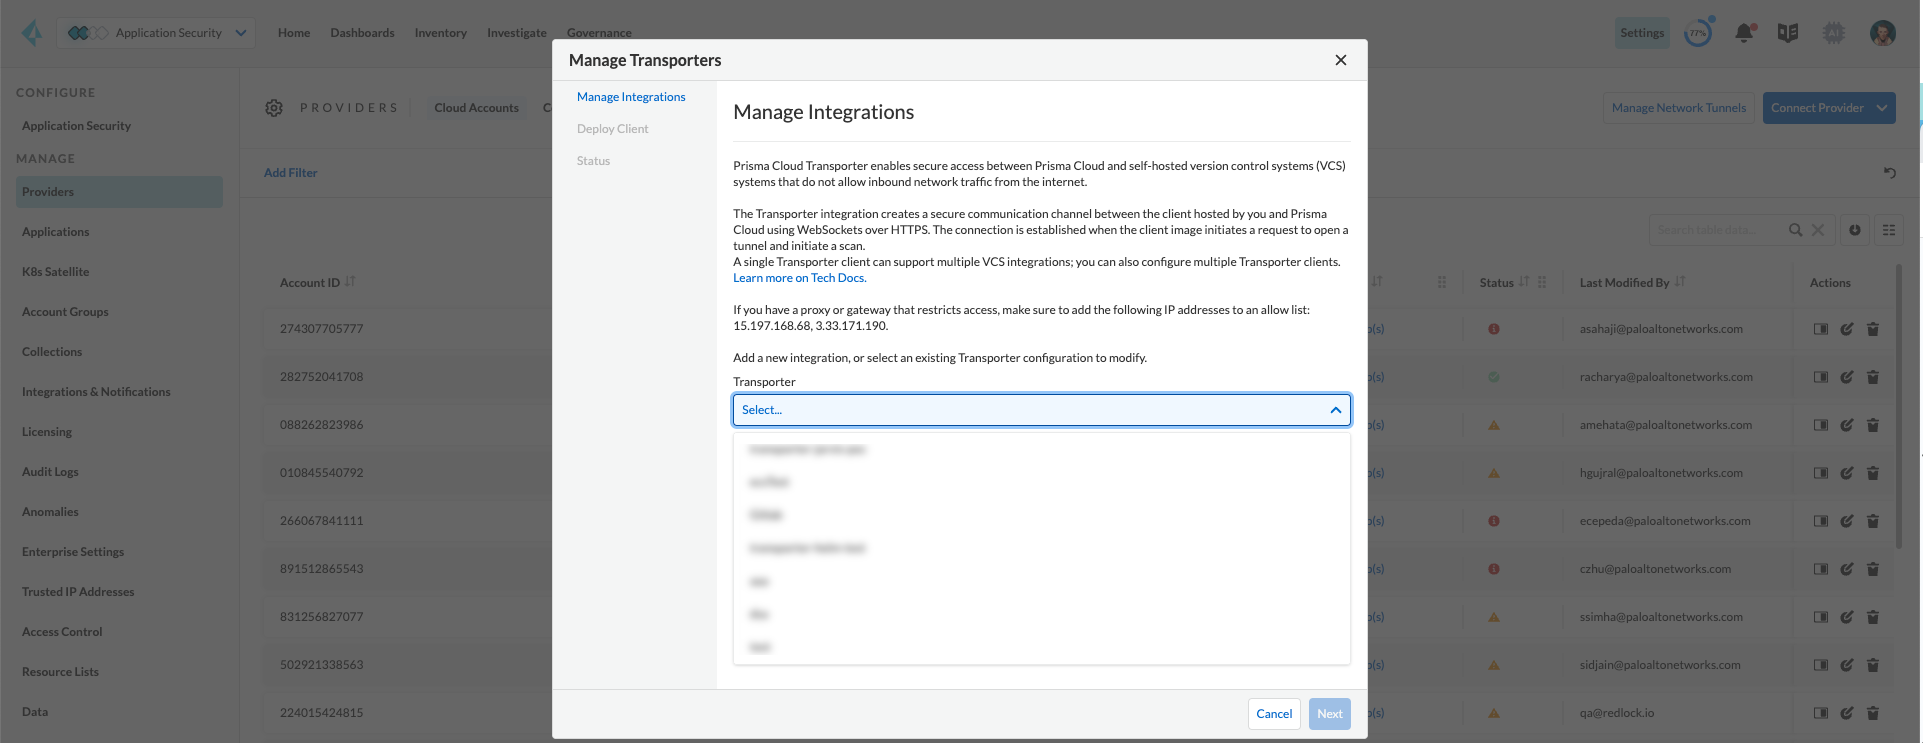 Application Security
Home
Dashboards
Inventory
Investigate
Governance
Settings
77%
AI
CONFIGURE
Application Security
MANAGE
Providers
Applications
K8s Satellite
Account Groups
Collections
Integrations & Notifications
Licensing
Audit Logs
Anomalies
Enterprise Settings
Trusted IP Addresses
Access Control
Resource Lists
Data
PROVIDERS
Cloud Accounts
Manage Network Tunnels
Connect Provider
Add Filter
Search table data...
Account ID
Status
Last Modified By
Actions
274307705777
(s)
asahaji@paloaltonetworks.com
282752041708
(s)
racharya@paloaltonetworks.com
088262823986
(s)
amehata@paloaltonetworks.com
010845540792
(s)
hgujral@paloaltonetworks.com
266067841111
(s)
ecepeda@paloaltonetworks.com
891512865543
(s)
czhu@paloaltonetworks.com
831256827077
(s)
ssimha@paloaltonetworks.com
502921338563
(s)
sidjain@paloaltonetworks.com
224015424815
(s)
qa@redlock.io
Manage Transporters
Manage Integrations
Deploy Client
Status
Manage Integrations
Prisma Cloud Transporter enables secure access between Prisma Cloud and self-hosted version control systems (VCS)
systems that do not allow inbound network traffic from the internet.
The Transporter integration creates a secure communication channel between the client hosted by you and Prisma
Cloud using WebSockets over HTTPS. The connection is established when the client image initiates a request to open a
tunnel and initiate a scan.
A single Transporter client can support multiple VCS integrations; you can also configure multiple Transporter clients.
Learn more on Tech Docs.
If you have a proxy or gateway that restricts access, make sure to add the following IP addresses to an allow list:
15.197.168.68, 3.33.171.190.
Add a new integration, or select an existing Transporter configuration to modify.
Transporter
Select...
Cancel
Next